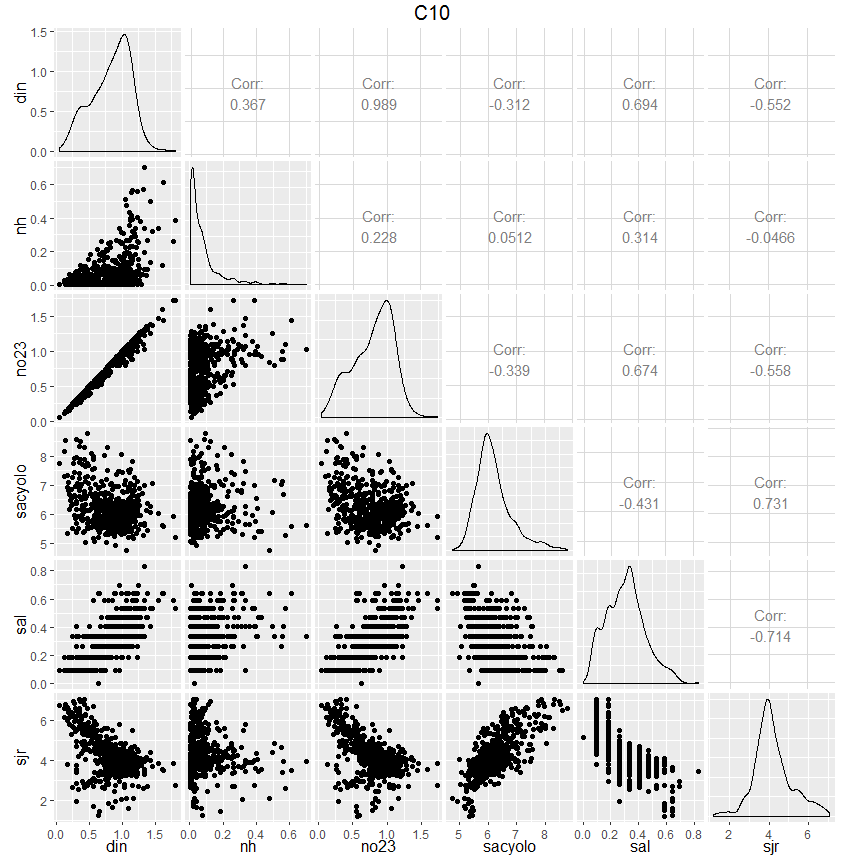 C10
din
1.5
1.0
0.5
0.0
Corr:
0.367
Corr:
0.989
Corr:
-0.312
Corr:
0.694
Corr:
-0.552
nh
0.6
0.4
0.2
0.0
Corr:
0.228
Corr:
0.0512
Corr:
0.314
Corr:
-0.0466
no23
1.5
1.0
0.5
0.0
Corr:
-0.339
Corr:
0.674
Corr:
-0.558
sacyolo
8
7
6
5
Corr:
-0.431
Corr:
0.731
sal
0.8
0.6
0.4
0.2
0.0
Corr:
-0.714
sjr
6
4
2
0.0 0.5 1.0 1.5
0.0 0.2 0.4 0.6
0.0 0.5 1.0 1.5
5 6 7 8
0.0 0.2 0.4 0.6 0.8
2 4 6
din nh no23 sacyolo sal sjr